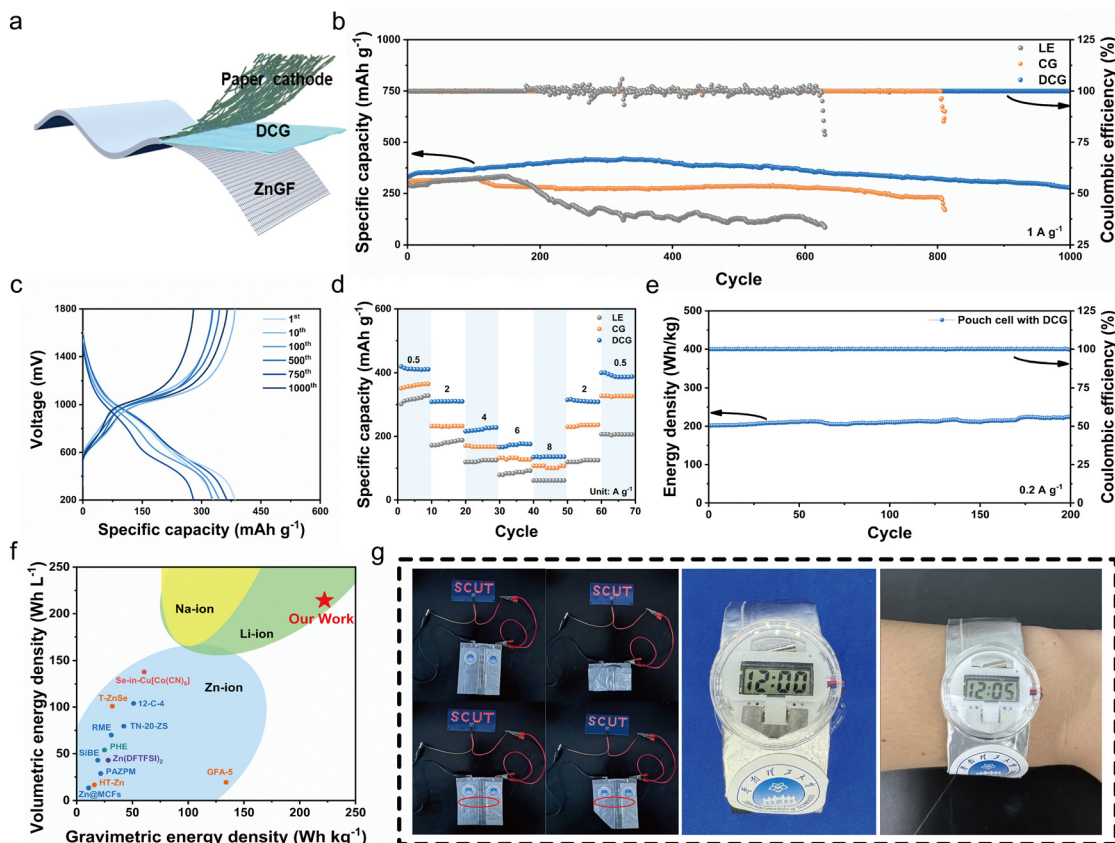 a
Paper cathode
DCG
ZnGF
b
Specific capacity (mAh g⁻¹)
1000
750
500
250
0
LE
CG
DCG
1 A g⁻¹
125
100
75
50
25
Coulombic efficiency (%)
0 200 400 600 800 1000
Cycle
c
Voltage (mV)
1800
1400
1000
600
200
1ˢᵗ
10ᵗʰ
100ᵗʰ
500ᵗʰ
750ᵗʰ
1000ᵗʰ
0 150 300 450 600
Specific capacity (mAh g⁻¹)
d
Specific capacity (mAh g⁻¹)
600
400
200
0
LE
CG
DCG
0.5
2
4
6
8
2
0.5
Unit: A g⁻¹
0 10 20 30 40 50 60 70
Cycle
e
Energy density (Wh/kg)
500
400
300
200
100
0
Pouch cell with DCG
0.2 A g⁻¹
125
100
75
50
25
0
Coulombic efficiency (%)
0 50 100 150 200
Cycle
f
Volumetric energy density (Wh L⁻¹)
250
200
150
100
50
0
Na-ion
Li-ion
Our Work
Zn-ion
Se-in-Cu[Co(CN)₆]
T-ZnSe
12-C-4
RME
TN-20-ZS
PHE
SiBE
Zn(DFTFSI)₂
PAZPM
HT-Zn
GFA-5
Zn@MCFs
0 50 100 150 200 250
Gravimetric energy density (Wh kg⁻¹)
g
SCUT
SCUT
SCUT
SCUT
12:00
12:05